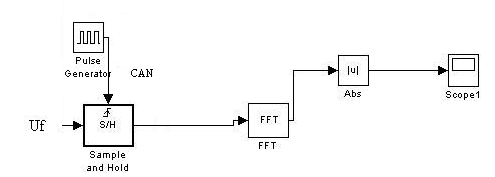 Pulse
Generator
CAN
Uf
S/H
Sample
and Hold
FFT
FFT
|u|
Abs
Scope1